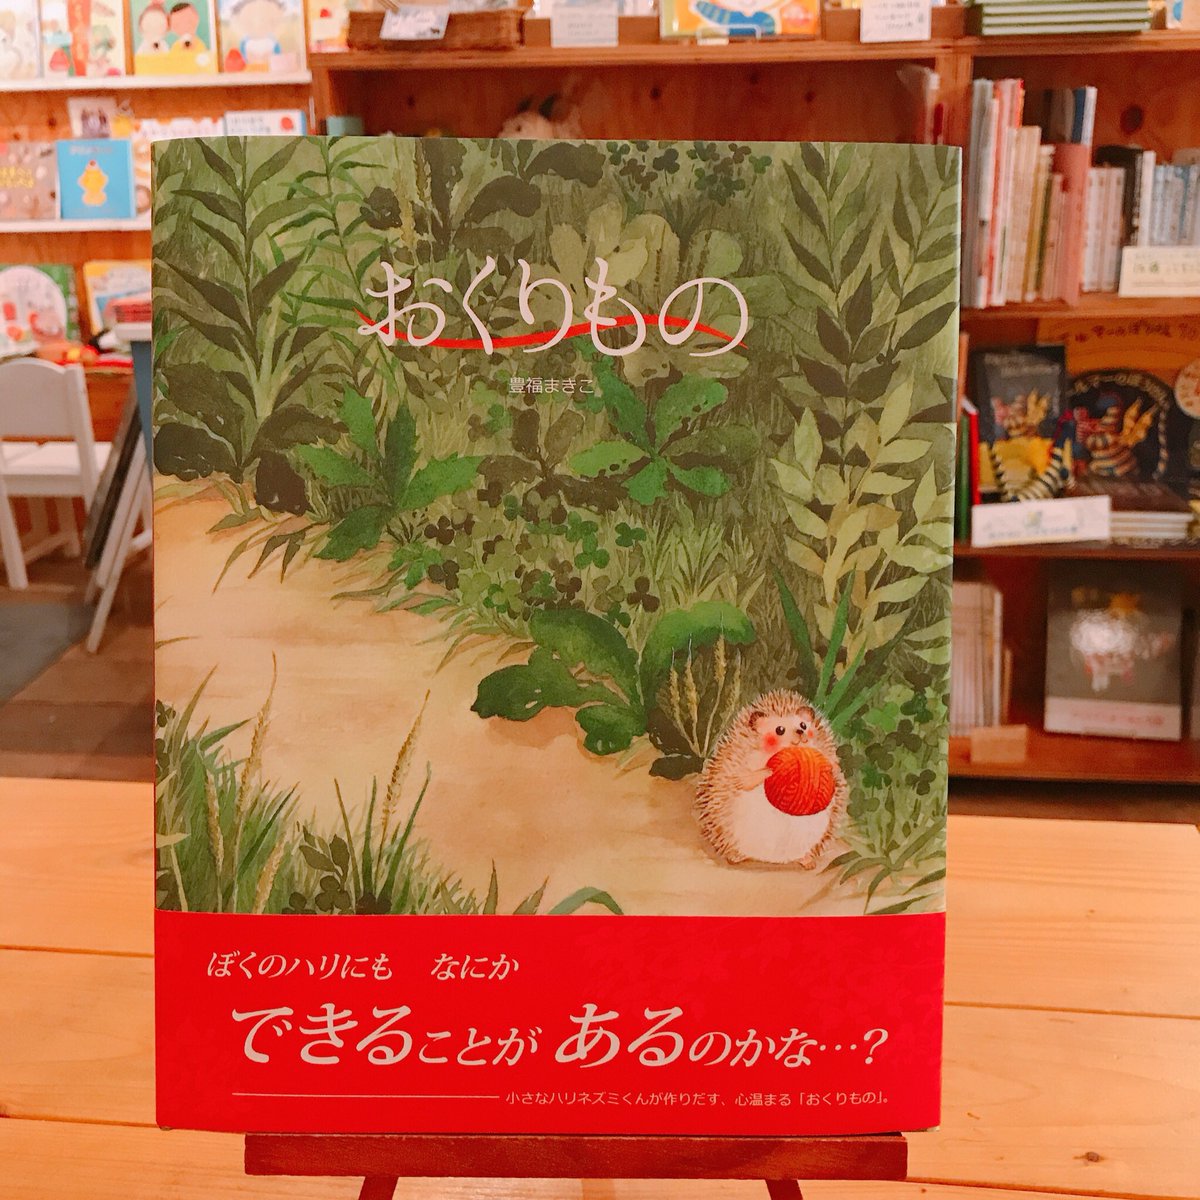 おくりもの
豊福まきこ
ぼくのハリにも なにか
できることが あるのかな…?
小さなハリネズミくんが作りだす、心温まる「おくりもの」。